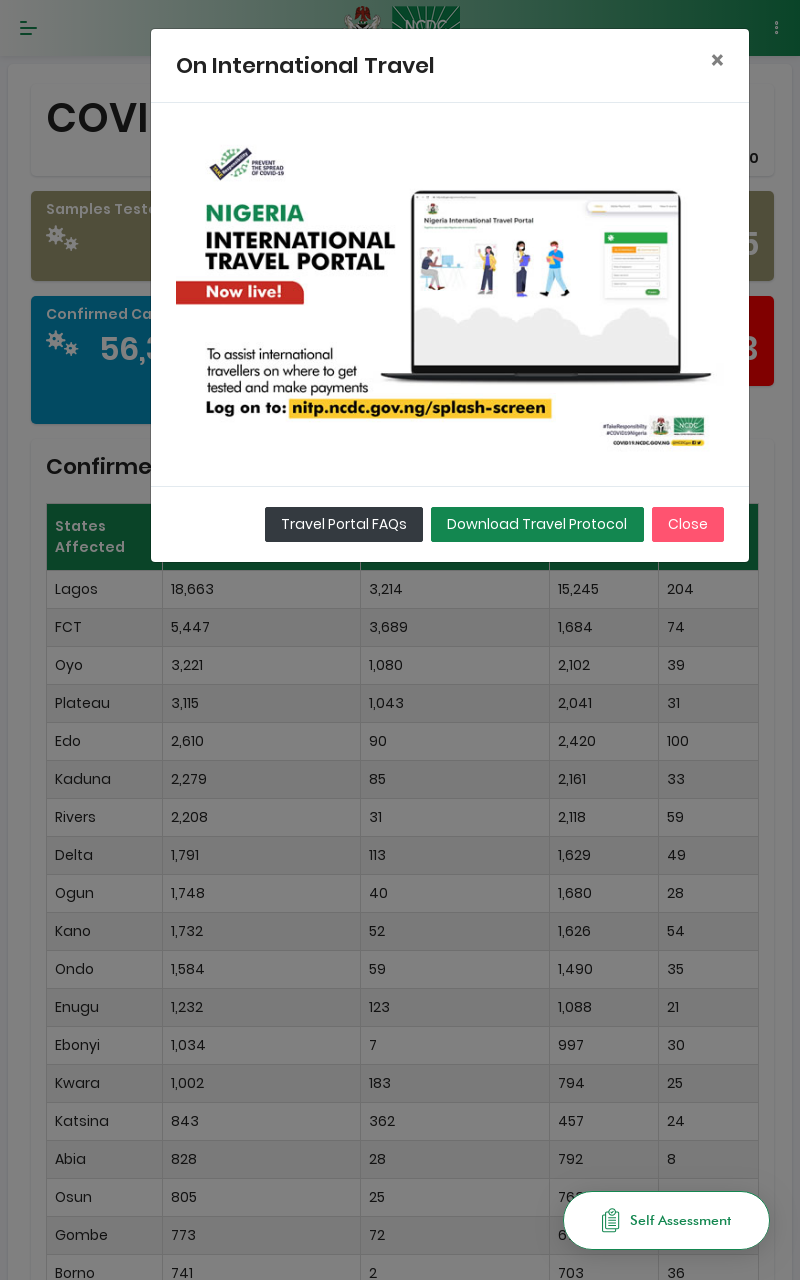 NCDC
On International Travel
×
COVI
0
PREVENT
THE SPREAD
OF COVID-19
Samples Teste
5
NIGERIA
INTERNATIONAL
TRAVEL PORTAL
Now live!
Nigeria International Travel Portal
Confirmed Ca
56,3
3
To assist international
travellers on where to get
tested and make payments
Log on to: nitp.ncdc.gov.ng/splash-screen
#TakeResponsibility
#COVID19Nigeria
NCDC
COVID19.NCDC.GOV.NG
Confirme
Travel Portal FAQs Download Travel Protocol Close
States
Affected
Lagos 18,663 3,214 15,245 204
FCT 5,447 3,689 1,684 74
Oyo 3,221 1,080 2,102 39
Plateau 3,115 1,043 2,041 31
Edo 2,610 90 2,420 100
Kaduna 2,279 85 2,161 33
Rivers 2,208 31 2,118 59
Delta 1,791 113 1,629 49
Ogun 1,748 40 1,680 28
Kano 1,732 52 1,626 54
Ondo 1,584 59 1,490 35
Enugu 1,232 123 1,088 21
Ebonyi 1,034 7 997 30
Kwara 1,002 183 794 25
Katsina 843 362 457 24
Abia 828 28 792 8
Osun 805 25 76
Self Assessment
Gombe 773 72 6
Borno 741 2 703 36